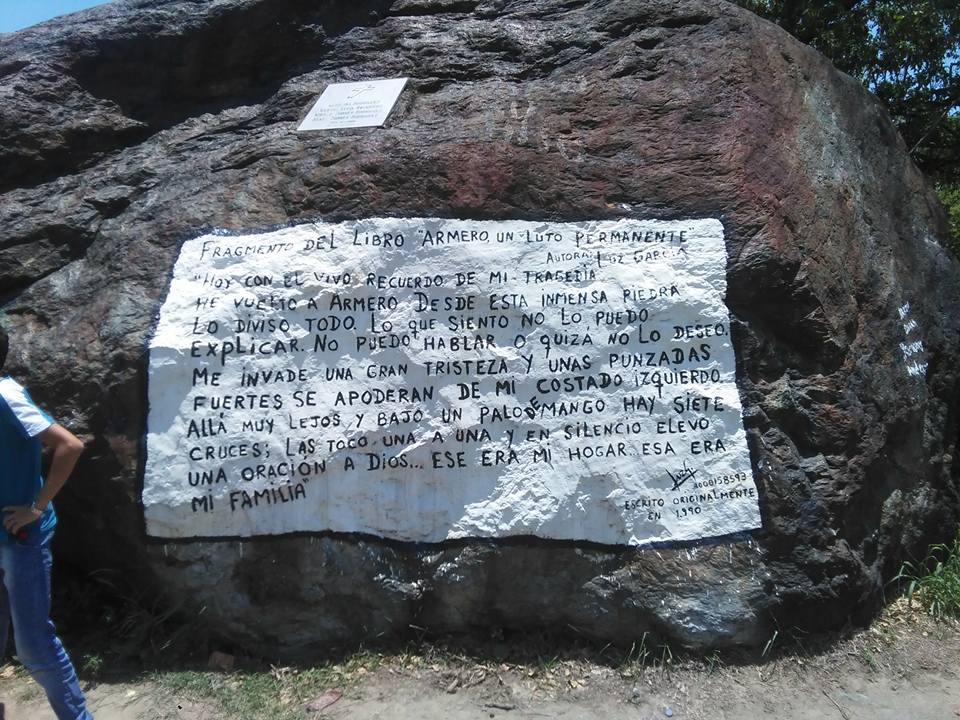 FRAGMENTO DEL LIBRO "ARMERO, UN LUTO PERMANENTE"
AUTORA: LUZ GARCIA
"HOY CON EL VIVO RECUERDO DE MI TRAGEDIA
HE VUELTO A ARMERO DESDE ESTA INMENSA PIEDRA
LO DIVISO TODO. LO QUE SIENTO NO LO PUEDO
EXPLICAR. NO PUEDO HABLAR O QUIZÁ NO LO DESEO.
ME INVADE UNA GRAN TRISTEZA Y UNAS PUNZADAS
FUERTES SE APODERAN DE MI COSTADO IZQUIERDO
ALLÁ MUY LEJOS Y BAJO UN PALO DE MANGO HAY SIETE
CRUCES; LAS TOCO UNA A UNA Y EN SILENCIO ELEVO
UNA ORACIÓN A DIOS... ESE ERA MI HOGAR... ESA ERA
MI FAMILIA"
3000158593
ESCRITO ORIGINALMENTE
EN 1.990